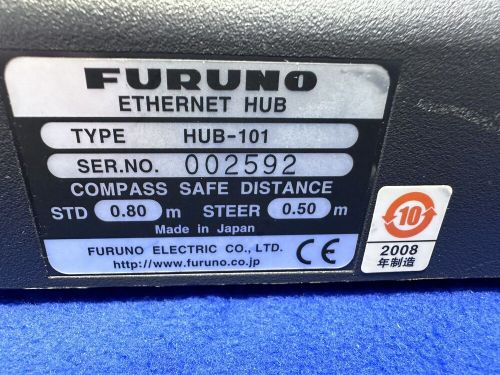 FURUNO
ETHERNET HUB
TYPE HUB-101
SER.NO. 002592
COMPASS SAFE DISTANCE
STD 0.80 m STEER 0.50 m
Made in Japan
FURUNO ELECTRIC CO., LTD.
http://www.furuno.co.jp
CE
10
2008
年制造